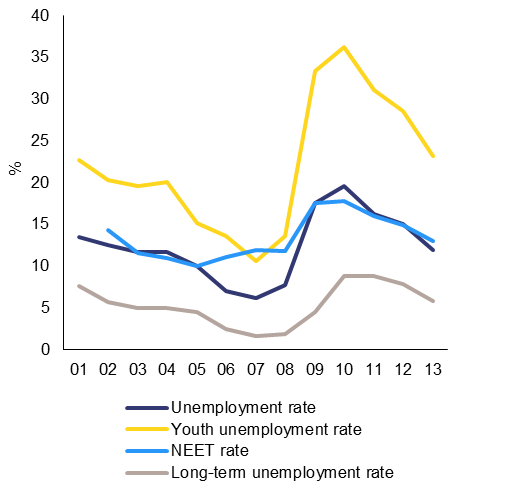 40
35
30
25
20
15
10
5
0
%
01 02 03 04 05 06 07 08 09 10 11 12 13
Unemployment rate
Youth unemployment rate
NEET rate
Long-term unemployment rate